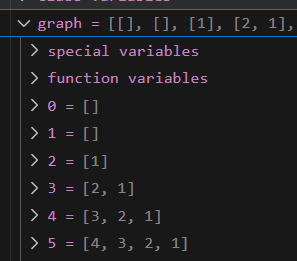 graph = [[], [], [1], [2, 1],
special variables
function variables
0 = []
1 = []
2 = [1]
3 = [2, 1]
4 = [3, 2, 1]
5 = [4, 3, 2, 1]